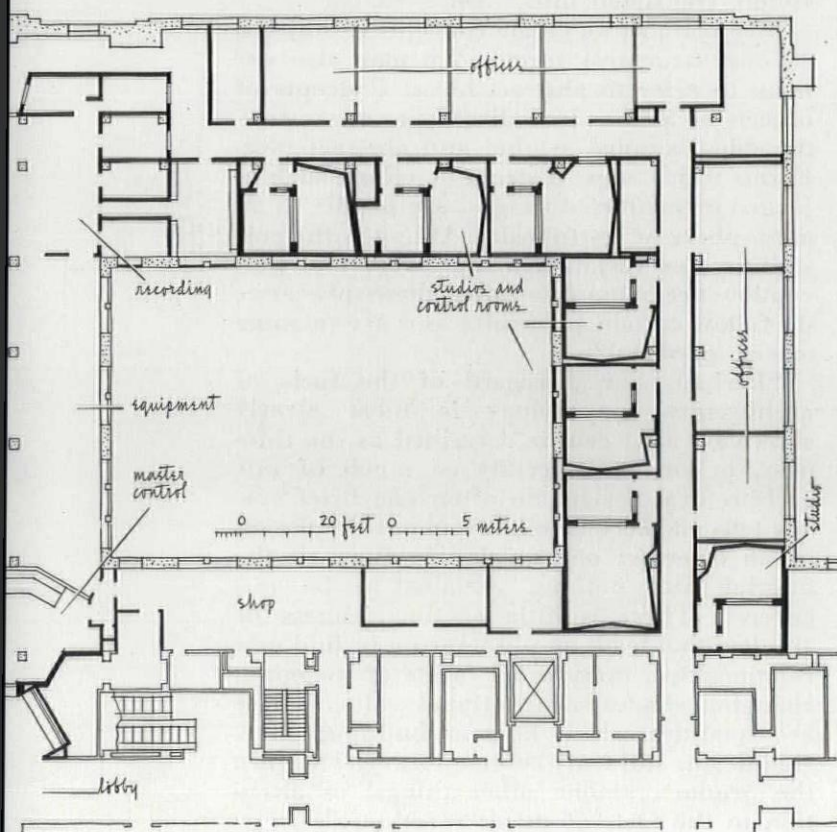 offices
recording
studios and
control rooms
offices
equipment
master
control
studio
0 20 feet 0 5 meters
shop
lobby